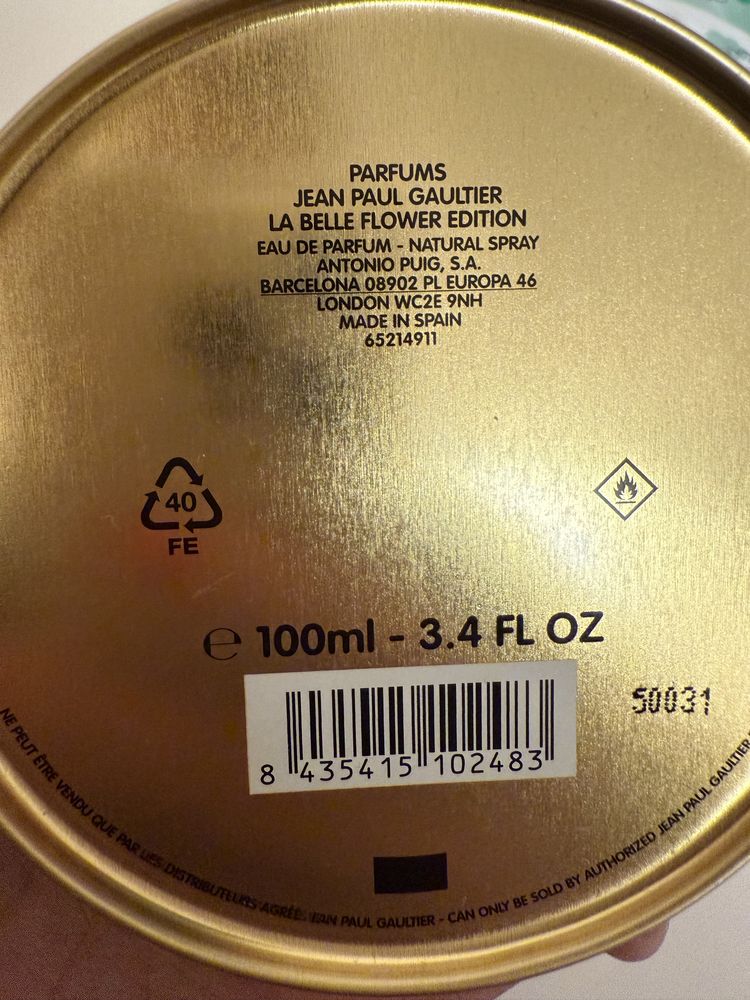 PARFUMS
JEAN PAUL GAULTIER
LA BELLE FLOWER EDITION
EAU DE PARFUM - NATURAL SPRAY
ANTONIO PUIG, S.A.
BARCELONA 08902 PL EUROPA 46
LONDON WC2E 9NH
MADE IN SPAIN
65214911
40
FE
℮ 100ml - 3.4 FL OZ
50031
8 435415 102483
NE PEUT ÊTRE VENDU QUE PAR LES DISTRIBUTEURS AGRÉÉS JEAN PAUL GAULTIER - CAN ONLY BE SOLD BY AUTHORIZED JEAN PAUL GAULTIER